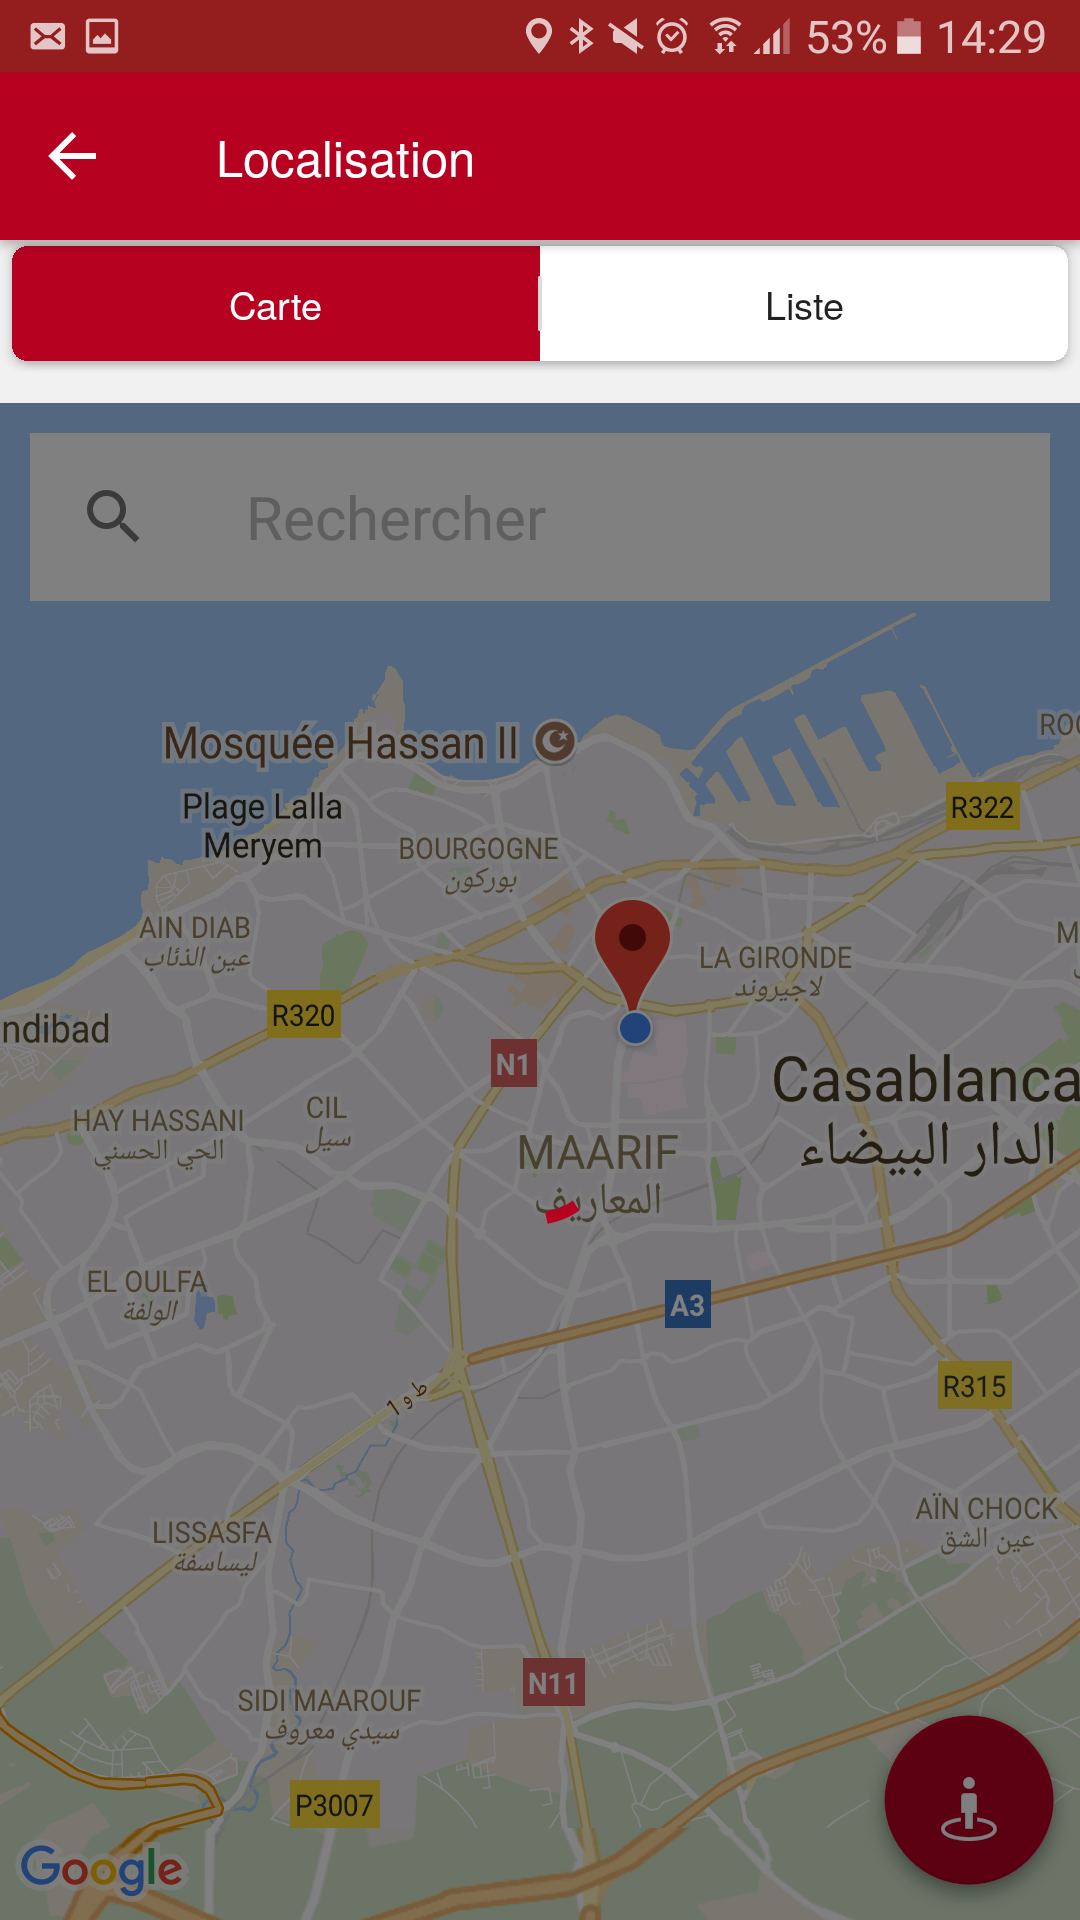 53% 14:29
Localisation
Carte
Liste
Rechercher
ROC
Mosquée Hassan II
Plage Lalla
Meryem
R322
BOURGOGNE
بوركون
AIN DIAB
عين الذئاب
M
LA GIRONDE
لاجيروند
R320
ndibad
N1
Casablanca
الدار البيضاء
HAY HASSANI
الحي الحسني
CIL
سيل
MAARIF
المعاريف
EL OULFA
الولفة
A3
R315
ط و 1
AÏN CHOCK
عين الشق
LISSASFA
ليساسفة
N11
SIDI MAAROUF
سيدي معروف
P3007
Google